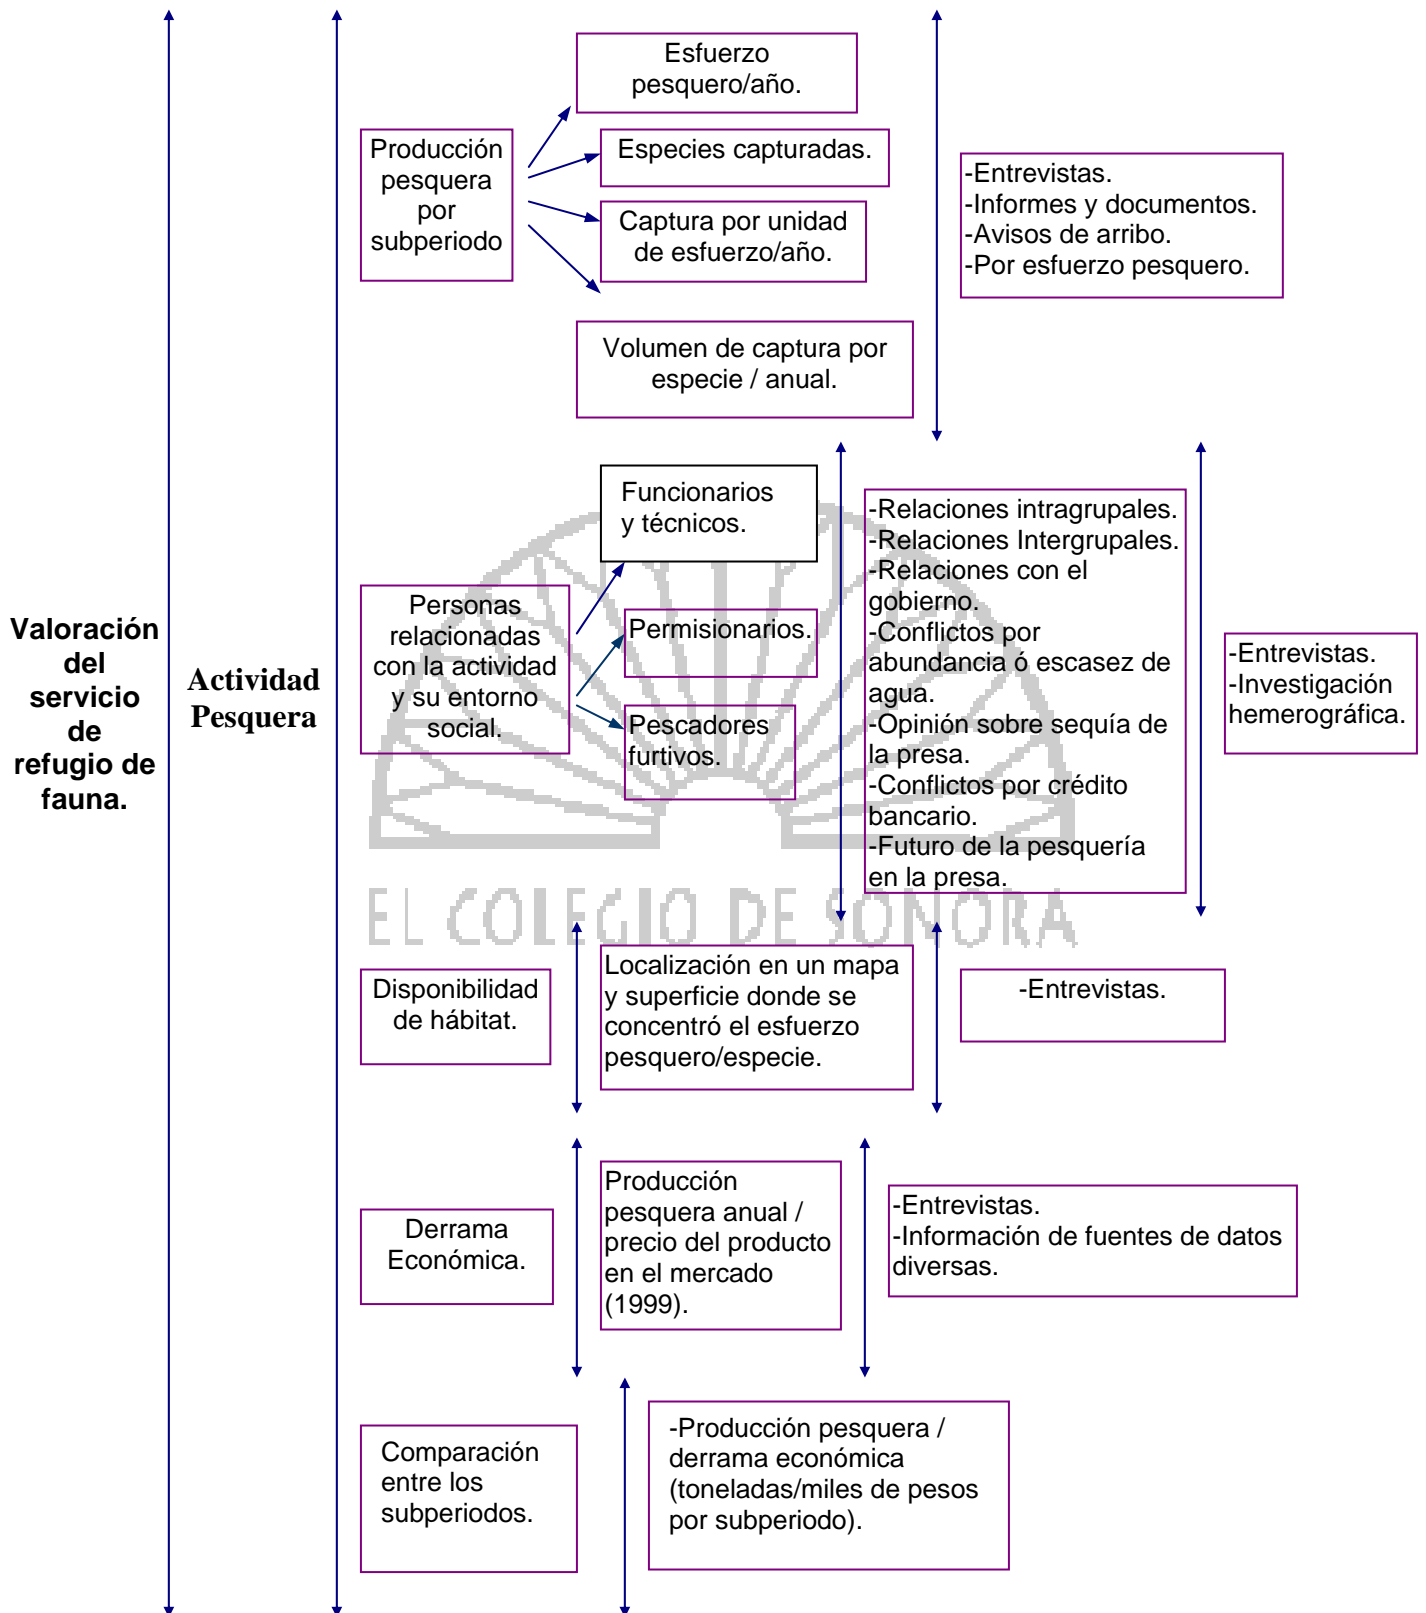 Esfuerzo
pesquero/año.
Producción
pesquera
por
subperiodo
Especies capturadas.
Captura por unidad
de esfuerzo/año.
Volumen de captura por
especie / anual.
-Entrevistas.
-Informes y documentos.
-Avisos de arribo.
-Por esfuerzo pesquero.
Valoración
del
servicio
de
refugio de
fauna.
Actividad
Pesquera
Personas
relacionadas
con la actividad
y su entorno
social.
Funcionarios
y técnicos.
Permisionarios.
Pescadores
furtivos.
-Relaciones intragrupales.
-Relaciones Intergrupales.
-Relaciones con el
gobierno.
-Conflictos por
abundancia ó escasez de
agua.
-Opinión sobre sequía de
la presa.
-Conflictos por crédito
bancario.
-Futuro de la pesquería
en la presa.
-Entrevistas.
-Investigación
hemerográfica.
EL COLEGIO DE SONORA
Disponibilidad
de hábitat.
Localización en un mapa
y superficie donde se
concentró el esfuerzo
pesquero/especie.
-Entrevistas.
Derrama
Económica.
Producción
pesquera anual /
precio del producto
en el mercado
(1999).
-Entrevistas.
-Información de fuentes de datos
diversas.
Comparación
entre los
subperiodos.
-Producción pesquera /
derrama económica
(toneladas/miles de pesos
por subperiodo).